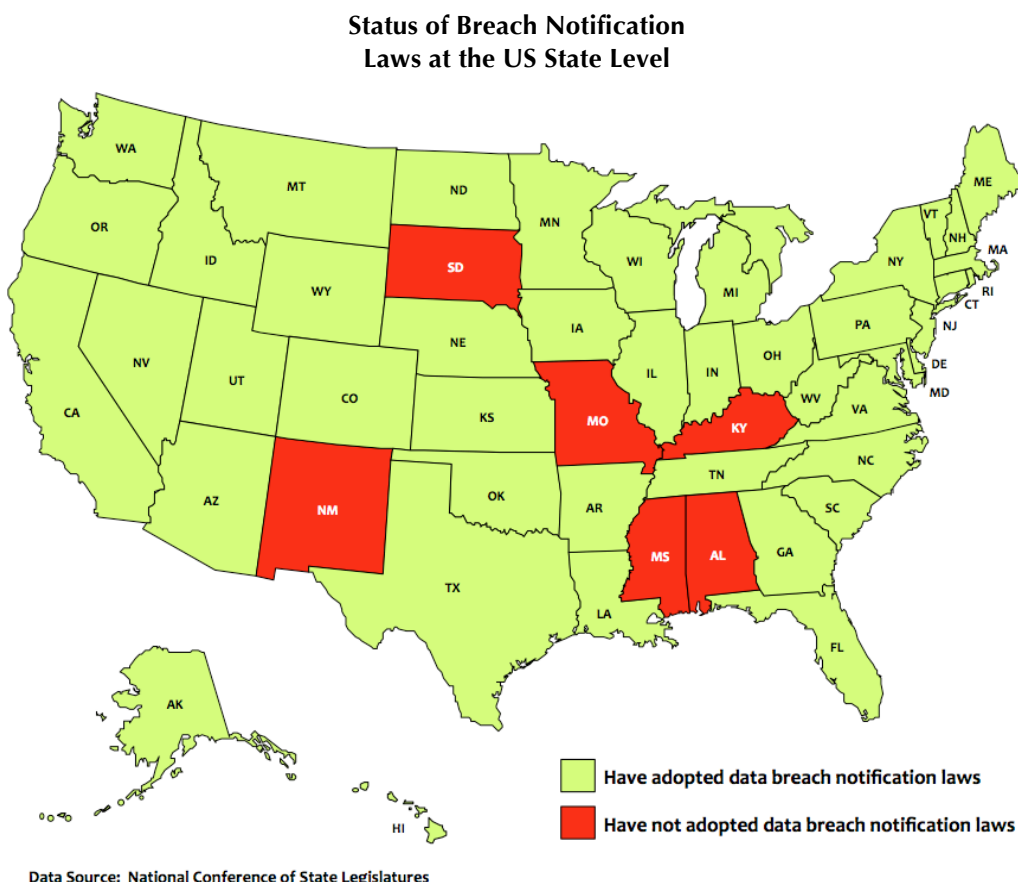 Status of Breach Notification
Laws at the US State Level
WA
MT
ND
MN
ME
VT
NH
OR
ID
SD
WI
MI
NY
MA
WY
RI
CT
IA
PA
NJ
NV
NE
OH
DE
UT
IL
IN
MD
CO
WV
CA
KS
MO
KY
VA
NC
TN
AZ
NM
OK
AR
SC
MS
AL
GA
TX
LA
FL
AK
HI
Have adopted data breach notification laws
Have not adopted data breach notification laws
Data Source: National Conference of State Legislatures